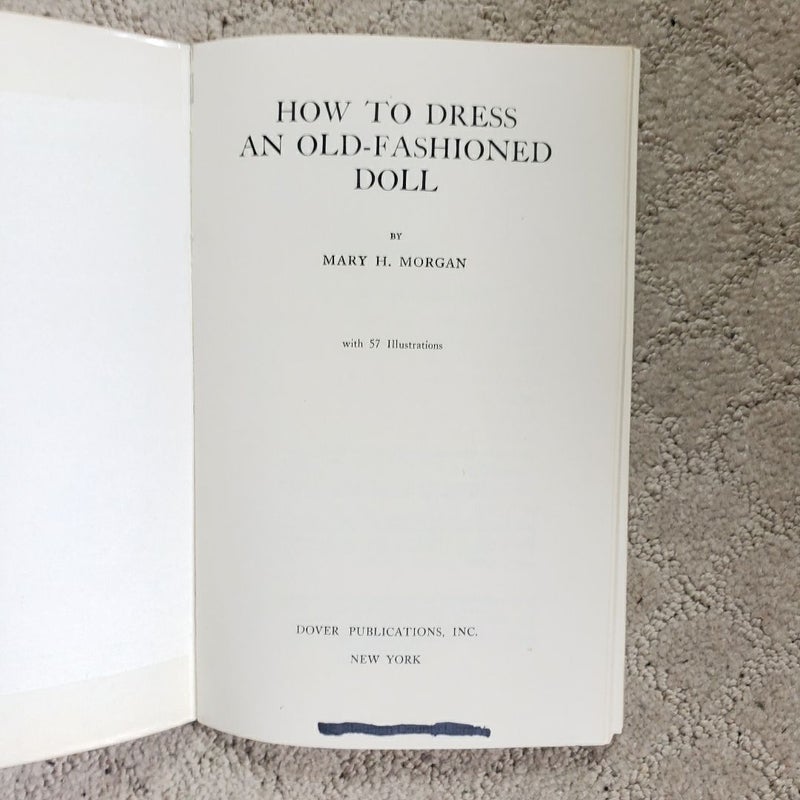 HOW TO DRESS
AN OLD-FASHIONED
DOLL
BY
MARY H. MORGAN
with 57 Illustrations
DOVER PUBLICATIONS, INC.
NEW YORK